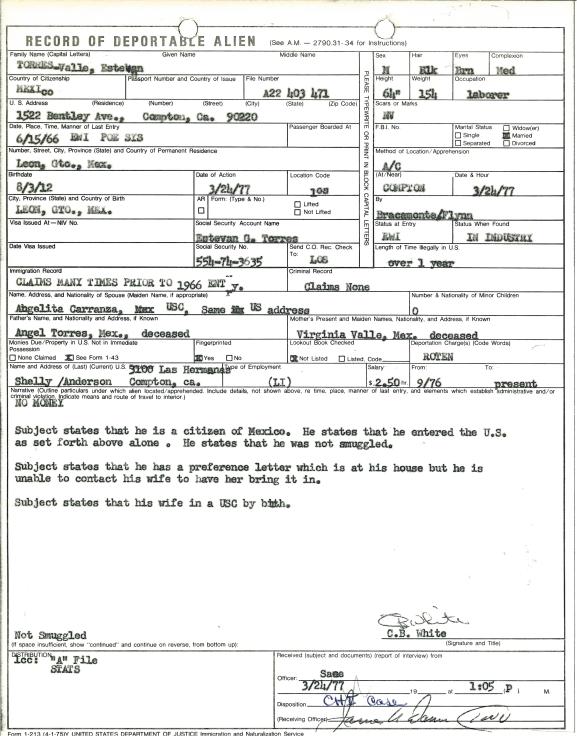 RECORD OF DEPORTABLE ALIEN (See A.M. — 2790.31-34 for Instructions)
Family Name (Capital Letters) Given Name Middle Name Sex Hair Eyes Complexion
TORRES-Valle, Estevan M Blk Brn Med
Country of Citizenship Passport Number and Country of Issue File Number Height Weight Occupation
MEXICO A22 403 471 64" 154 laborer
U. S. Address (Residence) (Number) (Street) (City) (State) (Zip Code) Scars or Marks
1522 Bentley Ave., Compton, Ca. 90220 NV
Date, Place, Time, Manner of Last Entry Passenger Boarded At F.B.I. No. Marital Status Widow(er)
6/15/66 EWI POE SYS Single Married
Separated Divorced
Number, Street, City, Province (State) and Country of Permanent Residence Method of Location/Apprehension
Leon, Gto., Mex. A/C
Birthdate Date of Action Location Code (At/Near) Date & Hour
8/3/12 3/24/77 108 COMPTON 3/24/77
City, Province (State) and Country of Birth AR Form: (Type & No.) Lifted Not Lifted By
LEON, GTO., MEX. Bracamonte/Flynn
Visa Issued At—NIV No. Social Security Account Name Status at Entry Status When Found
Estevan G. Torres EWI IN INDUSTRY
Date Visa Issued Social Security No. Send C.O. Rec. Check To: Length of Time Illegally in U.S.
554-74-3635 LOS over 1 year
PLEASE TYPEWRITE OR PRINT IN BLOCK CAPITAL LETTERS
Immigration Record Criminal Record
CLAIMS MANY TIMES PRIOR TO 1966 ENT y. Claims None
Name, Address, and Nationality of Spouse (Maiden Name, if appropriate) Number & Nationality of Minor Children
Abgelita Carranza, Mex USC, Same US address 0
Father's Name, and Nationality and Address, if Known Mother's Present and Maiden Names, Nationality, and Address, if Known
Angel Torres, Mex., deceased Virginia Valle, Mex. deceased
Monies Due/Property in U.S. Not in Immediate Possession Fingerprinted Lookout Book Checked Deportation Charge(s) (Code Words)
None Claimed See Form I-43 Yes No Not Listed Listed, Code ROTEN
Name and Address of (Last) (Current) U.S. 3100 Las Hermanas Type of Employment Salary From: To:
Shelly /Anderson Compton, ca. (LI) $ 2.50 hr. 9/76 present
Narrative (Outline particulars under which alien located/apprehended. Include details, not shown above, re time, place, manner of last entry, and elements which establish administrative and/or
criminal violation. Indicate means and route of travel to interior)
NO MONEY
Subject states that he is a citizen of Mexico. He states that he entered the U.S.
as set forth above alone . He states that he was not smuggled.
Subject states that he has a preference letter which is at his house but he is
unable to contact his wife to have her bring it in.
Subject states that his wife in a USC by birth.
C.B. White
Not Smuggled C.B. White
(If space insufficient, show "continued" and continue on reverse, from bottom up): (Signature and Title)
DISTRIBUTION Received (subject and documents) (report of interview) from
1cc: "A" File
STATS
Officer: Same
3/24/77 19 at 1:05 p M.
Disposition
(Receiving Officer)
Form I-213 (4-1-75)Y UNITED STATES DEPARTMENT OF JUSTICE Immigration and Naturalization Service